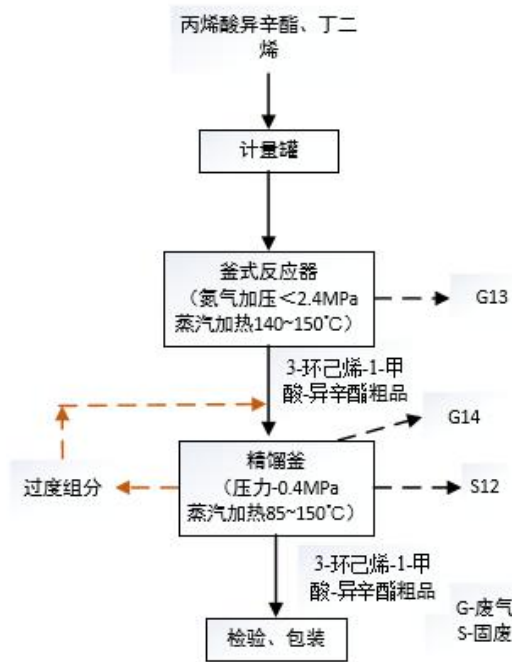 丙烯酸异辛酯、丁二
烯
计量罐
釜式反应器
（氮气加压＜2.4MPa
蒸汽加热140~150℃）
G13
3-环己烯-1-甲
酸-异辛酯粗品
G14
过度组分
精馏釜
（压力-0.4MPa
蒸汽加热85~150℃）
S12
3-环己烯-1-甲
酸-异辛酯粗品
G-废气
S-固废
检验、包装